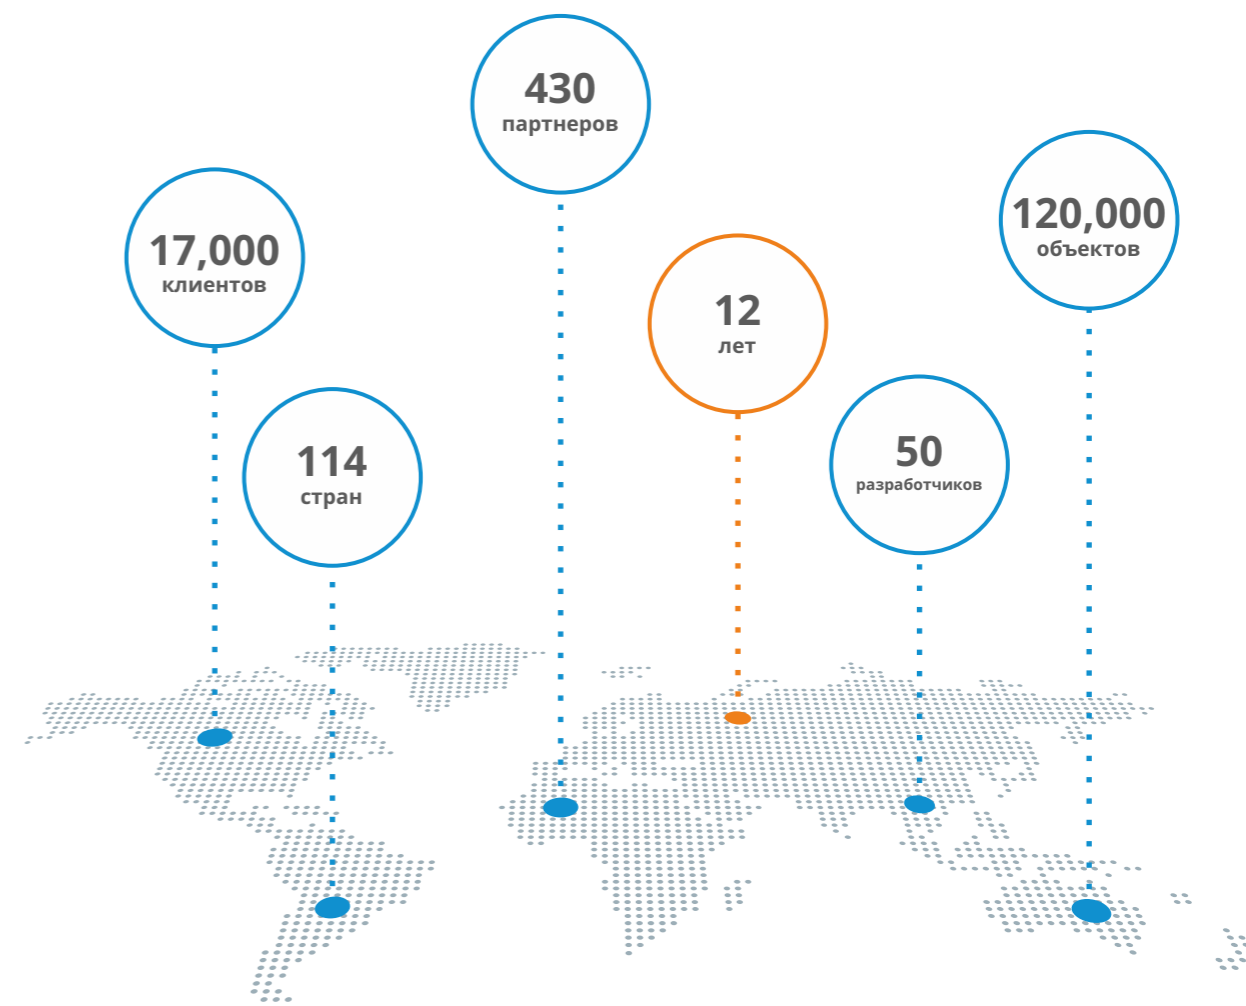 430
партнеров
120,000
объектов
17,000
клиентов
12
лет
114
стран
50
разработчиков